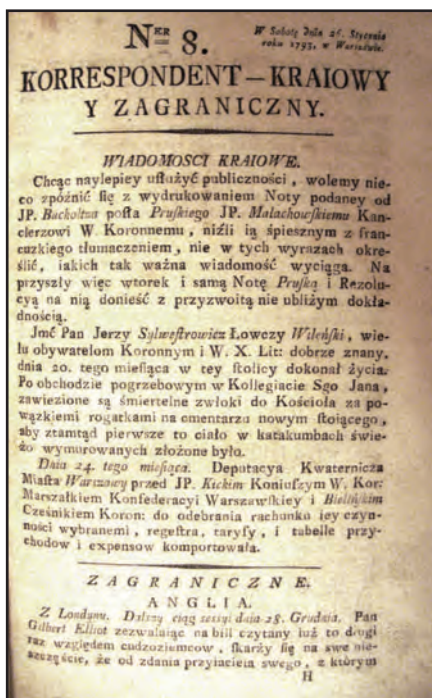 NKER 8.
W Sobotę dnia 26. Stycznia
roku 1793. w Warszawie.
KORRESPONDENT—KRAIOWY
Y ZAGRANICZNY.
WIADOMOSCI KRAIOWE.
Chcąc naylepiey usłużyć publiczności, wolemy nie-
co zpóźnić się z wydrukowaniem Noty podaney od
JP. Buckoltza posła Pruskiego JP. Małachowskiemu Kan-
clerzowi W. Koronnemu, niźli ią śpiesznym z fran-
cuzkiego tłumaczeniem, nie w tych wyrazach okre-
ślić, iakich tak ważna wiadomość wyciąga. Na
przyszły więc wtorek i samą Notę Pruską i Rezolu-
cyą na nią donieść z przyzwoitą nie ubliżym dokła-
dnością.
Jmć Pan Jerzy Sylwestrowicz Łowczy Wileński, wie-
lu obywatelom Koronnym i W. X. Lit: dobrze znany,
dnia 20. tego miesiąca w tey stolicy dokonał życia.
Po obchodzie pogrzebowym w Kollegiacie Sgo Jana,
zawiezione są śmiertelne zwłoki do Kościoła za po-
wązkiemi rogatkami na cmentarzu nowym stoiącego,
aby ztamtąd pierwsze to ciało w katakumbach świe-
żo wymurowanych złożone było.
Dnia 24. tego miesiąca. Deputacya Kwaternicza
Miasta Warszawy przed JP. Kickim Koniuszym W. Kor:
Marszałkiem Konfederacyi Warszawskiey i Bielińskim
Cześnikiem Koron: do odebrania rachunku iey czyn-
ności wybranemi, regestra, taryfy, i tabelle przy-
chodow i expensow komportowała.
ZAGRANICZNE.
ANGLIA.
Z Londynu. Dalszy ciąg sessyi dnia 28. Grudnia. Pan
Gilbert Elliot zezwalaiąc na bill czytany iuż to drugi
raz względem cudzoziemcow, skarży się na swe nie-
szczęście, że od zdania przyiaciela swego, z którym
H